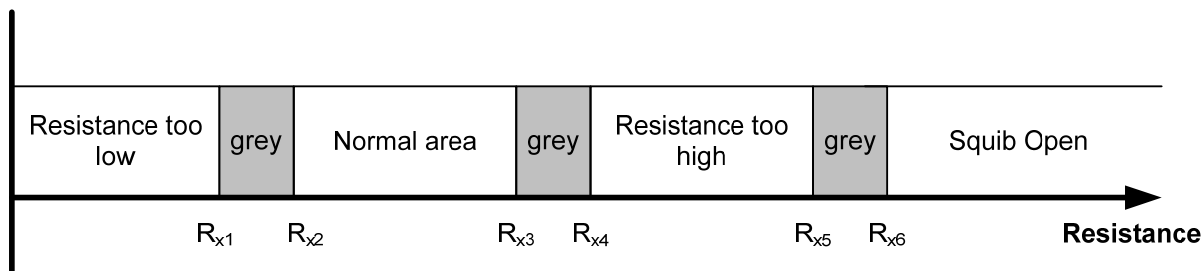 Resistance too
low
grey
Normal area
grey
Resistance too
high
grey
Squib Open
Rx1
Rx2
Rx3
Rx4
Rx5
Rx6
Resistance